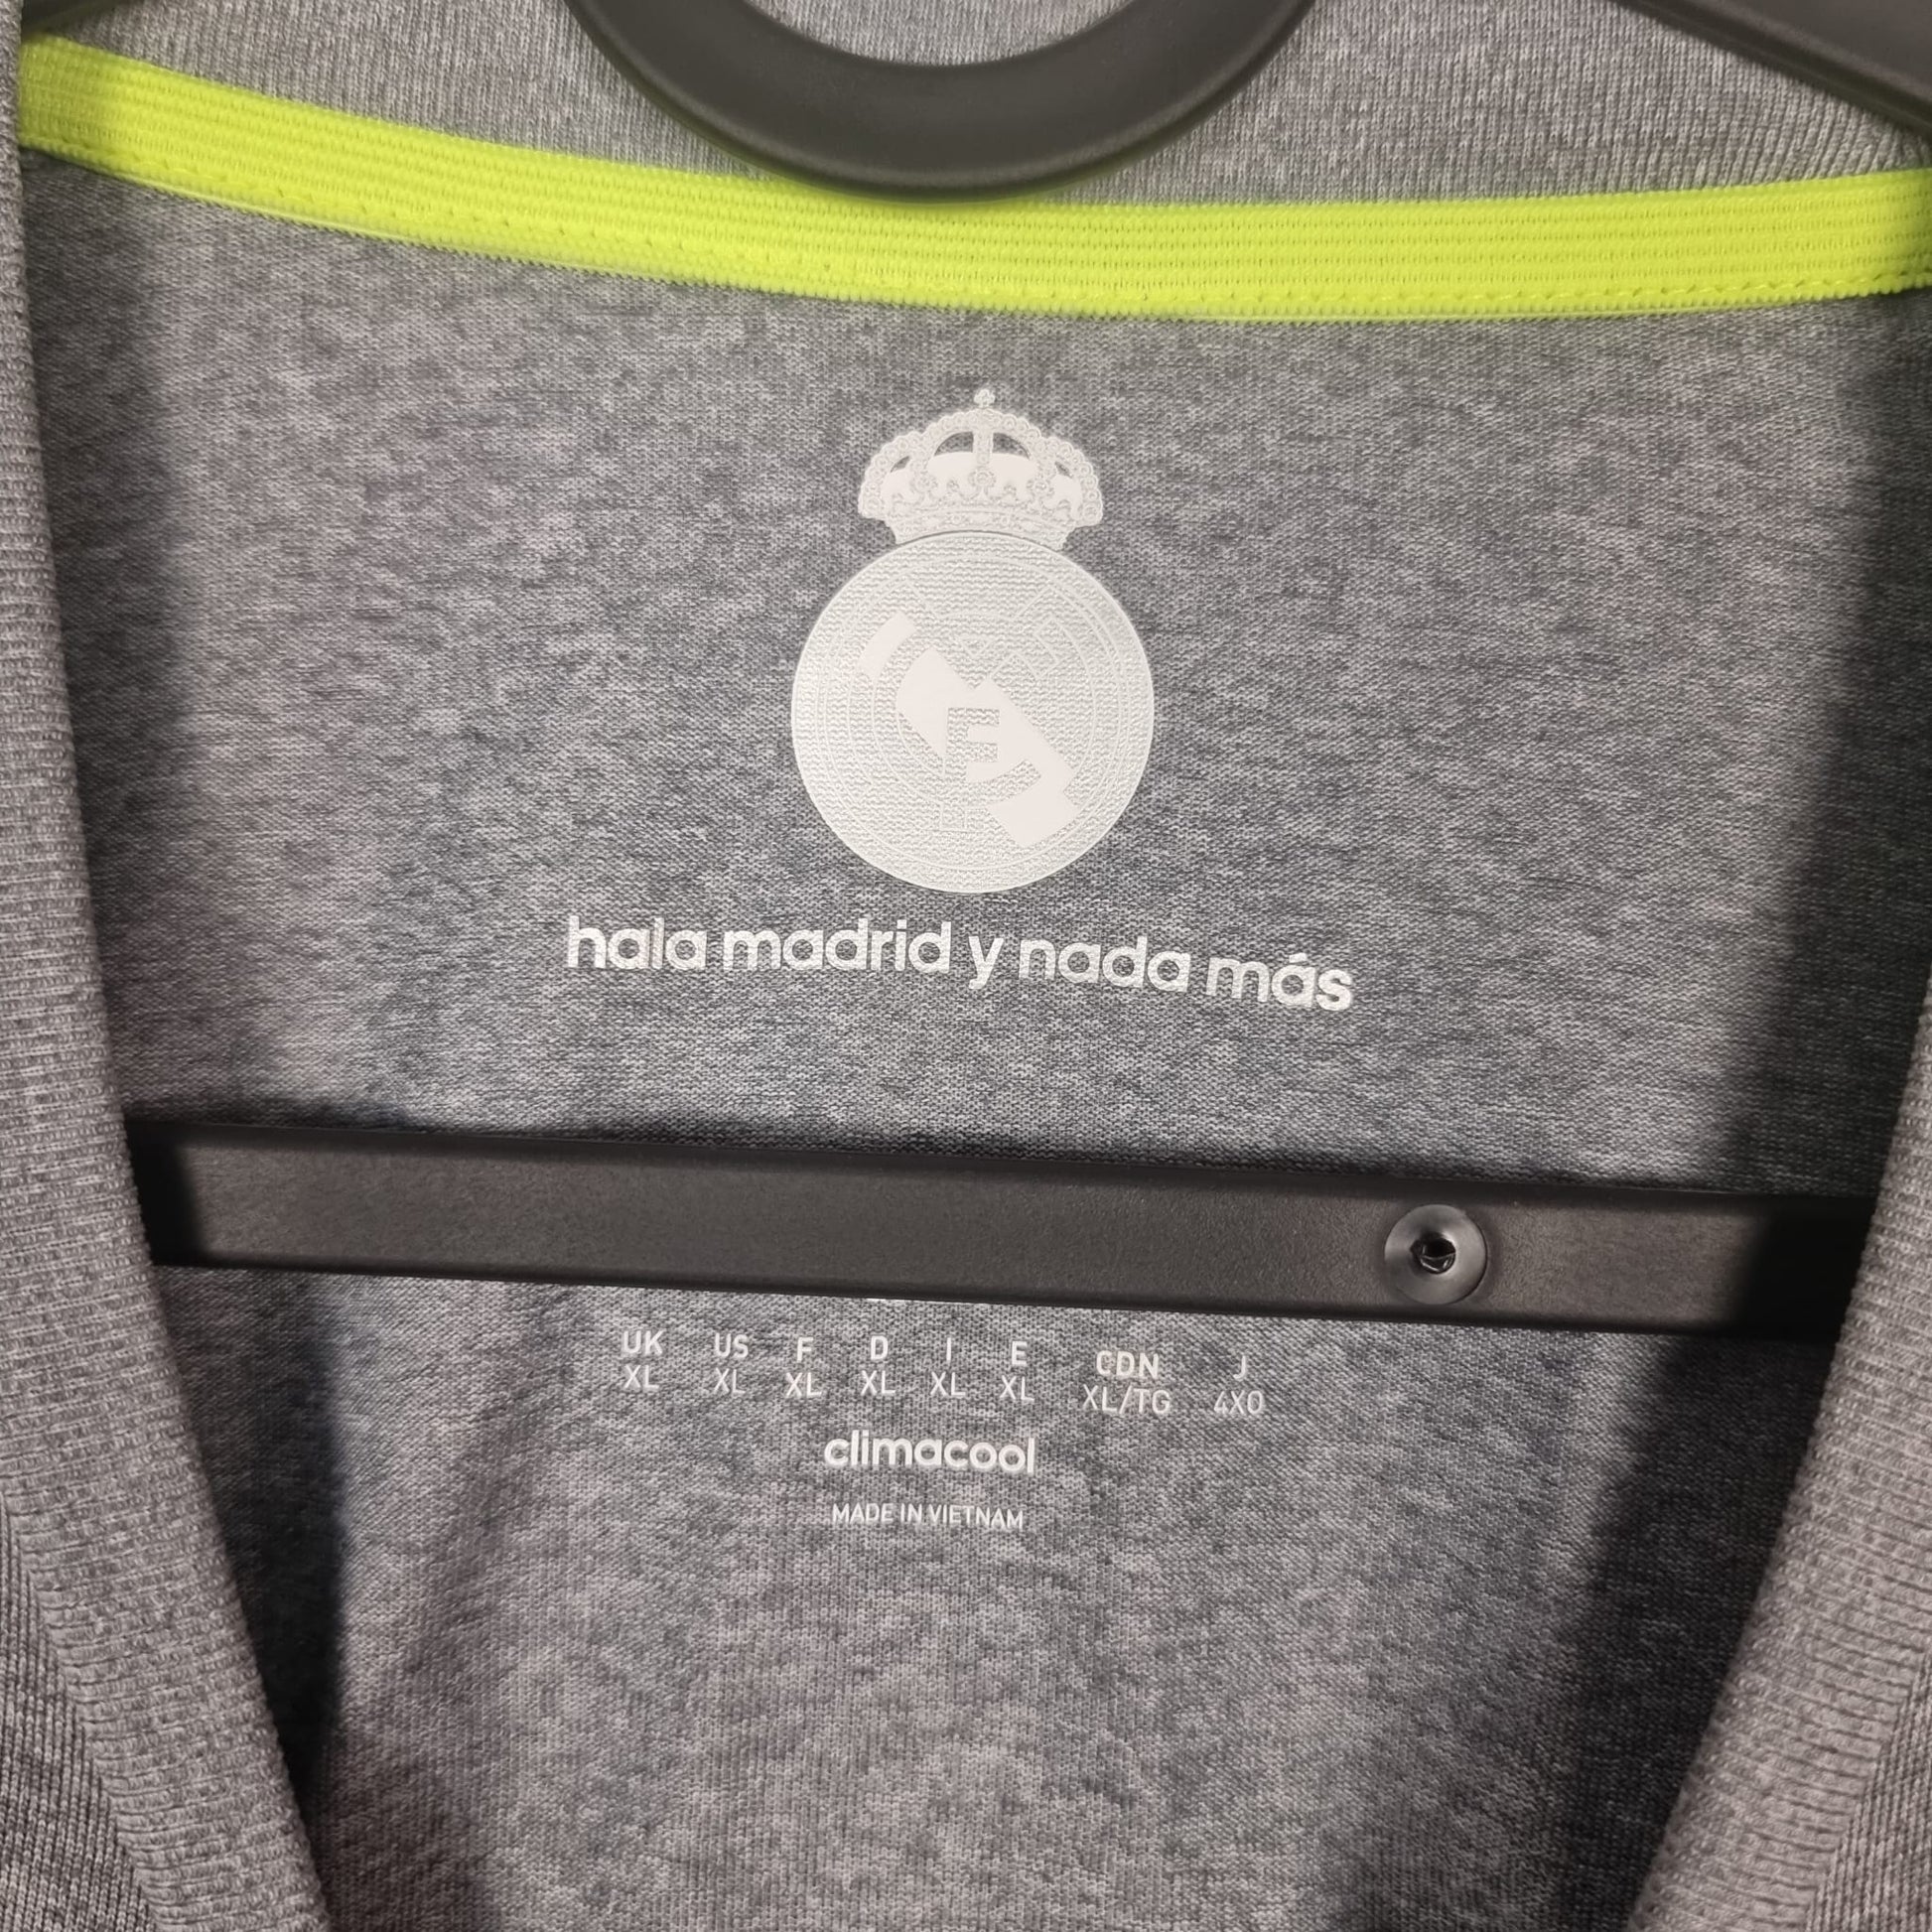 hala madrid y nada más
UK US F D I E CDN J
XL XL XL XL XL XL XL/TG 4XO
climacool
MADE IN VIETNAM